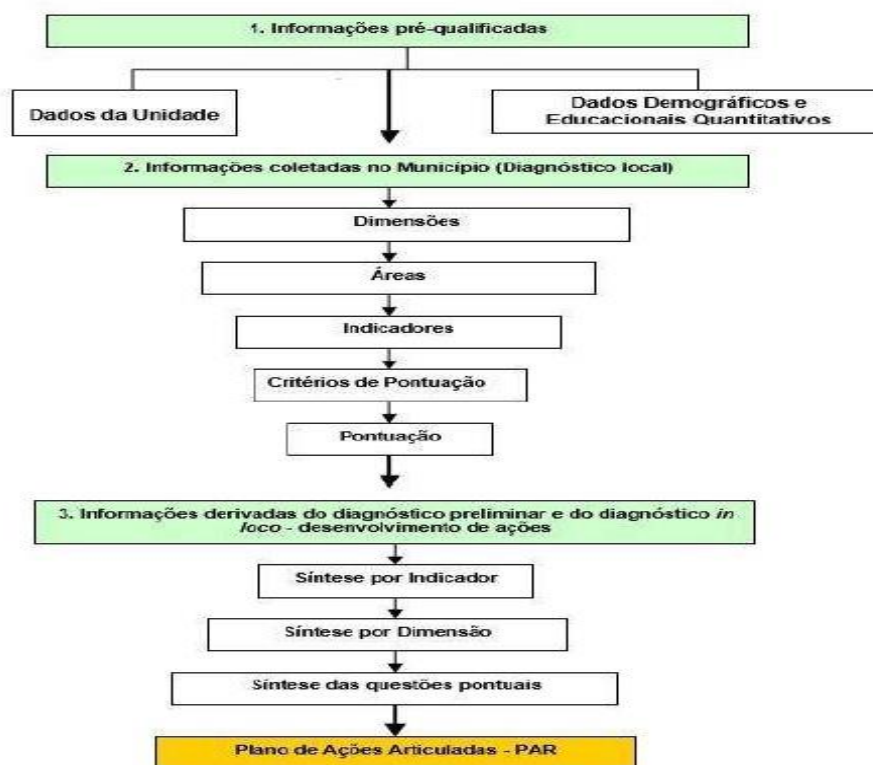 1. Informações pré-qualificadas
Dados da Unidade
Dados Demográficos e
Educacionais Quantitativos
2. Informações coletadas no Município (Diagnóstico local)
Dimensões
Áreas
Indicadores
Critérios de Pontuação
Pontuação
3. Informações derivadas do diagnóstico preliminar e do diagnóstico in
loco - desenvolvimento de ações
Síntese por Indicador
Síntese por Dimensão
Síntese das questões pontuais
Plano de Ações Articuladas - PAR